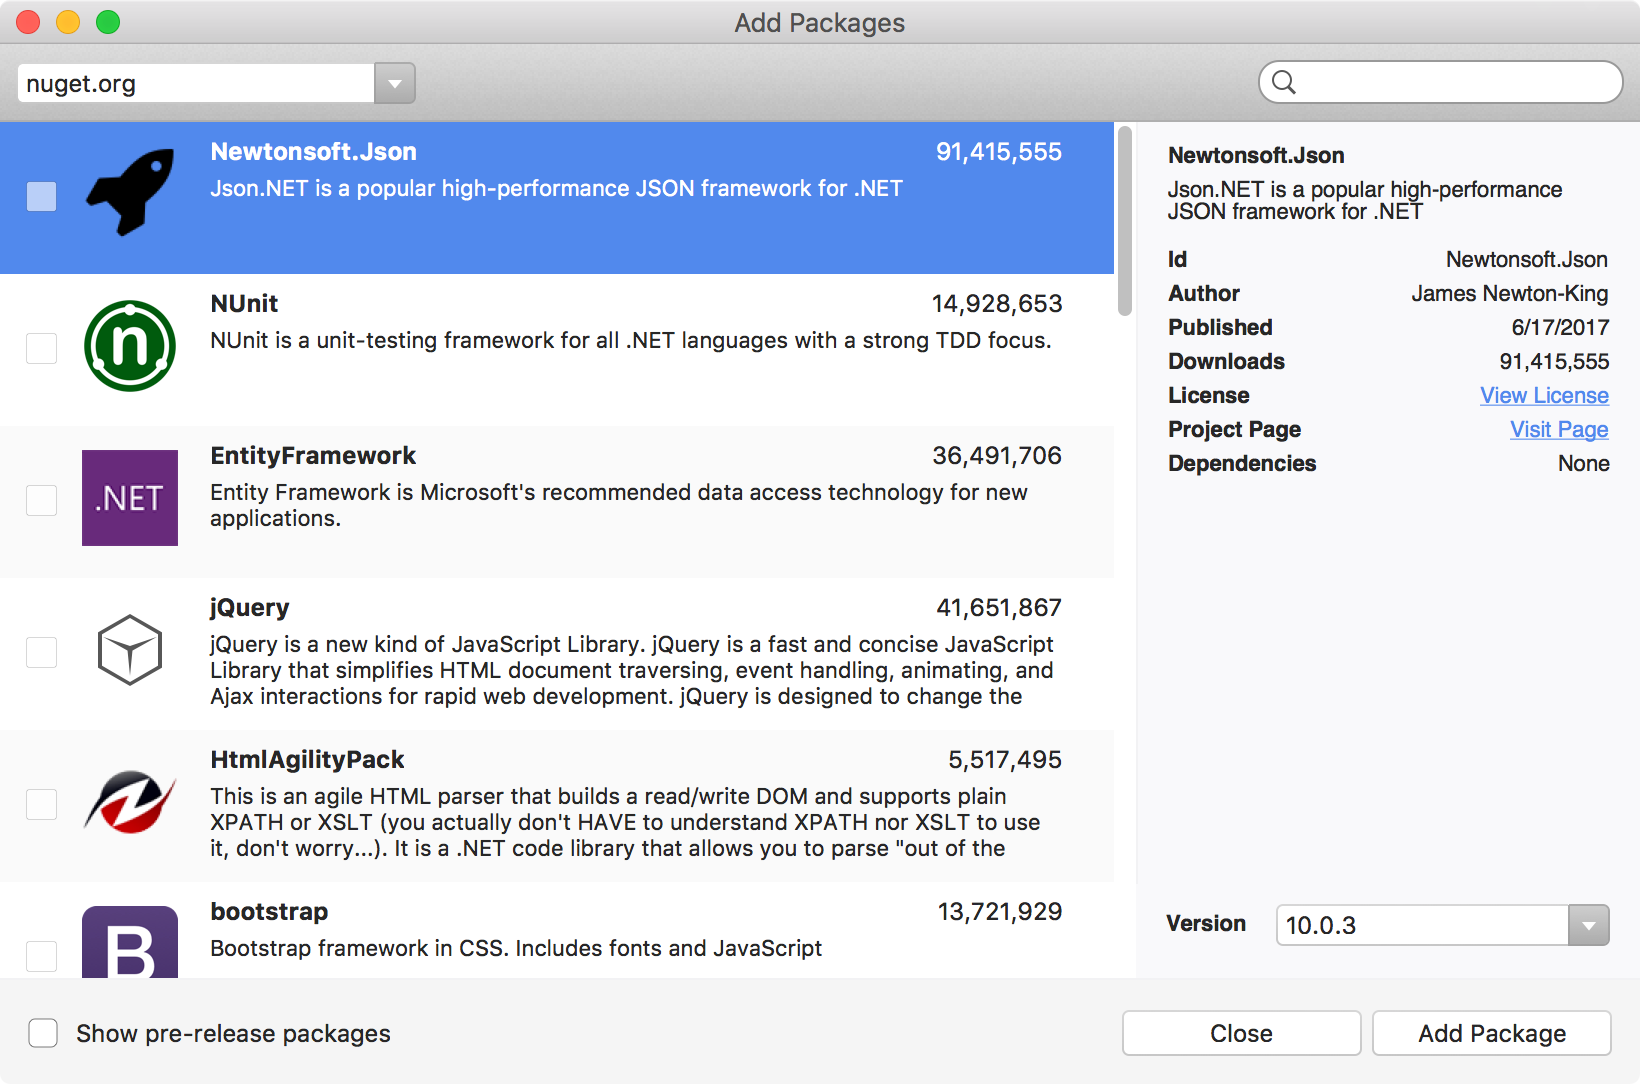 Add Packages
nuget.org
Newtonsoft.Json 91,415,555
Json.NET is a popular high-performance JSON framework for .NET
n
NUnit 14,928,653
NUnit is a unit-testing framework for all .NET languages with a strong TDD focus.
.NET
EntityFramework 36,491,706
Entity Framework is Microsoft's recommended data access technology for new
applications.
jQuery 41,651,867
jQuery is a new kind of JavaScript Library. jQuery is a fast and concise JavaScript
Library that simplifies HTML document traversing, event handling, animating, and
Ajax interactions for rapid web development. jQuery is designed to change the
HtmlAgilityPack 5,517,495
This is an agile HTML parser that builds a read/write DOM and supports plain
XPATH or XSLT (you actually don't HAVE to understand XPATH nor XSLT to use
it, don't worry...). It is a .NET code library that allows you to parse "out of the
B
bootstrap 13,721,929
Bootstrap framework in CSS. Includes fonts and JavaScript
Newtonsoft.Json
Json.NET is a popular high-performance
JSON framework for .NET
Id Newtonsoft.Json
Author James Newton-King
Published 6/17/2017
Downloads 91,415,555
License View License
Project Page Visit Page
Dependencies None
Version 10.0.3
Show pre-release packages
Close
Add Package